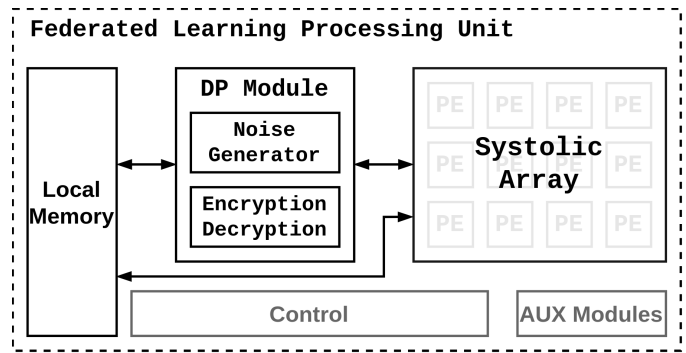 Federated Learning Processing Unit
Local
Memory
DP Module
Noise
Generator
Encryption
Decryption
PE PE PE PE
PE PE PE PE
PE PE PE PE
Systolic
Array
Control
AUX Modules